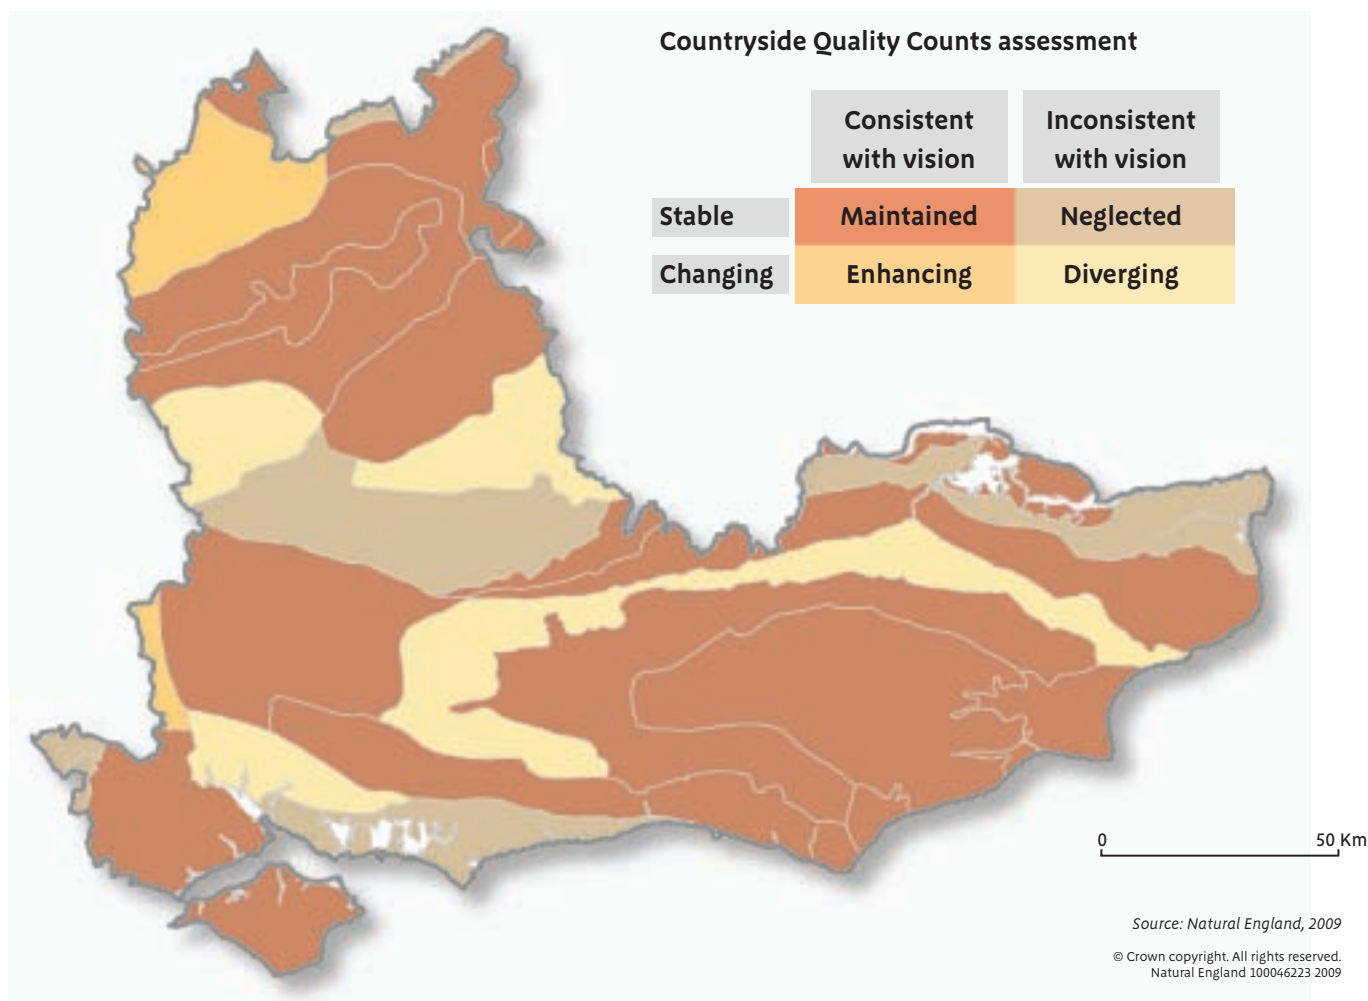 Countryside Quality Counts assessment
Consistent
with vision
Inconsistent
with vision
Stable
Maintained
Neglected
Changing
Enhancing
Diverging
0
50 Km
Source: Natural England, 2009
© Crown copyright. All rights reserved.
Natural England 100046223 2009